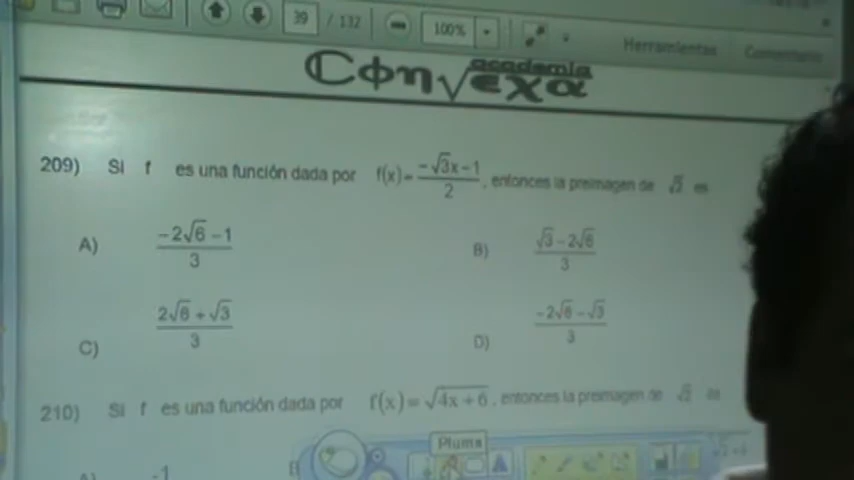 39 / 132 100% Herramientas Comentario
Cφη√εχα academia
209) Si f es una función dada por f(x)= (-√3x-1)/2, entonces la preimagen de √2 es
A) (-2√6 -1)/3 B) (√3 - 2√6)/3
C) (2√6 + √3)/3 D) (-2√6 - √3)/3
210) Si f es una función dada por f(x)=√(4x+6), entonces la preimagen de √2 es
Pluma
A) -1 B